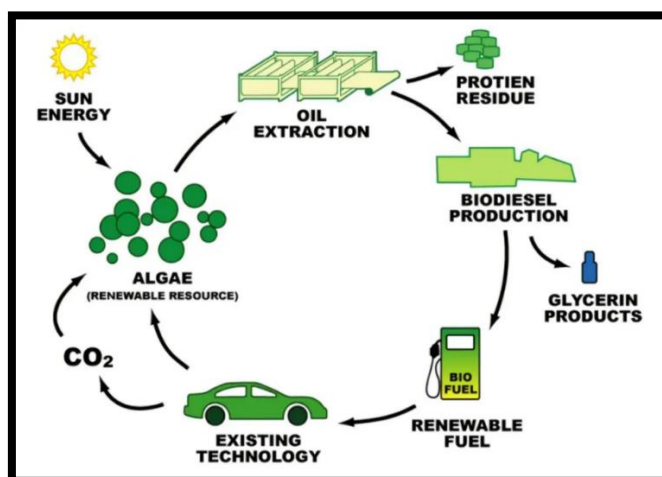 SUN
ENERGY
OIL
EXTRACTION
PROTIEN
RESIDUE
BIODIESEL
PRODUCTION
GLYCERIN
PRODUCTS
BIO
FUEL
RENEWABLE
FUEL
EXISTING
TECHNOLOGY
CO₂
ALGAE
(RENEWABLE RESOURCE)